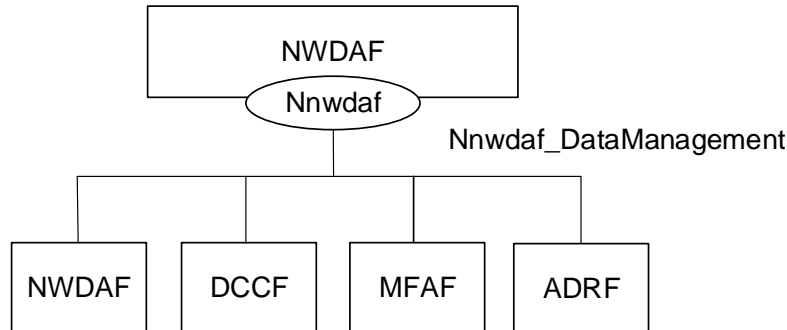 NWDAF
Nnwdaf
Nnwdaf_DataManagement
NWDAF DCCF MFAF ADRF